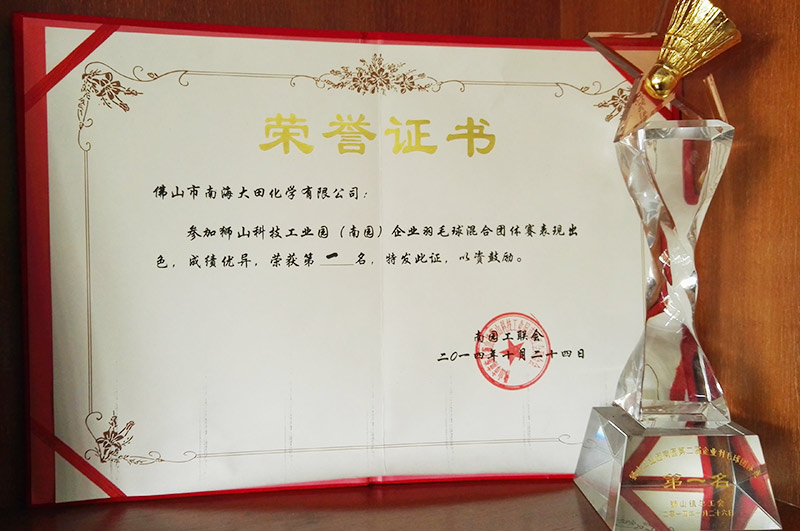 荣誉证书
佛山市南海大田化学有限公司：
参加狮山科技工业园（南园）企业羽毛球混合团体赛表现出
色，成绩优异，荣获第一名，特发此证，以资鼓励。
南园工联会
二〇一四年十月二十四日
第一名